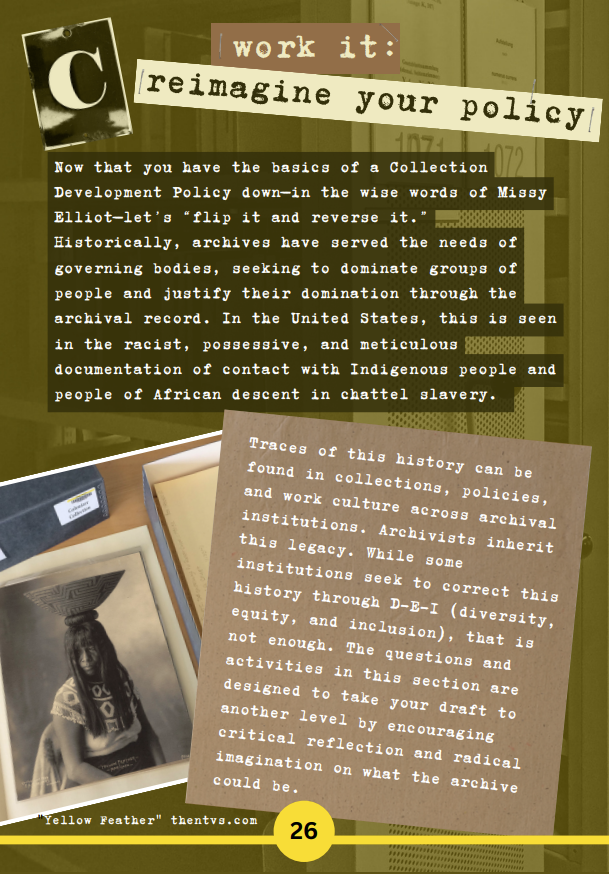 C
work it:
reimagine your policy
Now that you have the basics of a Collection
Development Policy down—in the wise words of Missy
Elliot—let's "flip it and reverse it."
Historically, archives have served the needs of
governing bodies, seeking to dominate groups of
people and justify their domination through the
archival record. In the United States, this is seen
in the racist, possessive, and meticulous
documentation of contact with Indigenous people and
people of African descent in chattel slavery.
Traces of this history can be
found in collections, policies,
and work culture across archival
institutions. Archivists inherit
this legacy. While some
institutions seek to correct this
history through D-E-I (diversity,
equity, and inclusion), that is
not enough. The questions and
activities in this section are
designed to take your draft to
another level by encouraging
critical reflection and radical
imagination on what the archive
could be.
"Yellow Feather" thentvs.com
26
1971
1972